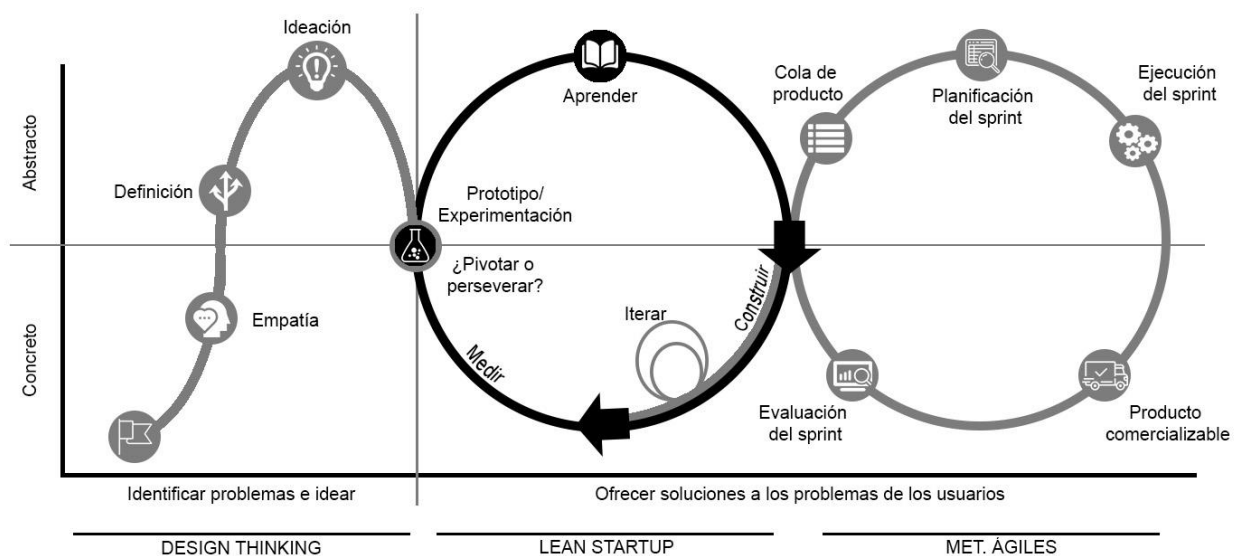 Ideación
Definición
Empatía
Abstracto
Concreto
Aprender
Prototipo/
Experimentación
¿Pivotar o
perseverar?
Medir
Iterar
Construir
Cola de
producto
Planificación
del sprint
Ejecución
del sprint
Evaluación
del sprint
Producto
comercializable
Identificar problemas e idear
Ofrecer soluciones a los problemas de los usuarios
DESIGN THINKING
LEAN STARTUP
MET. ÁGILES